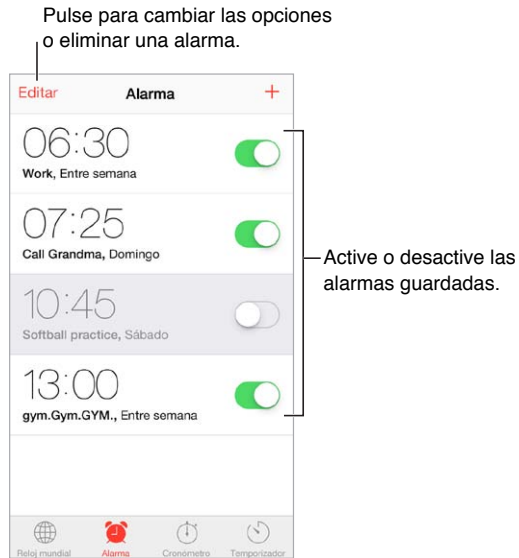 Pulse para cambiar las opciones
o eliminar una alarma.
Editar Alarma +
06:30
Work, Entre semana
07:25
Call Grandma, Domingo
Active o desactive las
alarmas guardadas.
10:45
Softball practice, Sábado
13:00
gym.Gym.GYM., Entre semana
Reloj mundial Alarma Cronómetro Temporizador